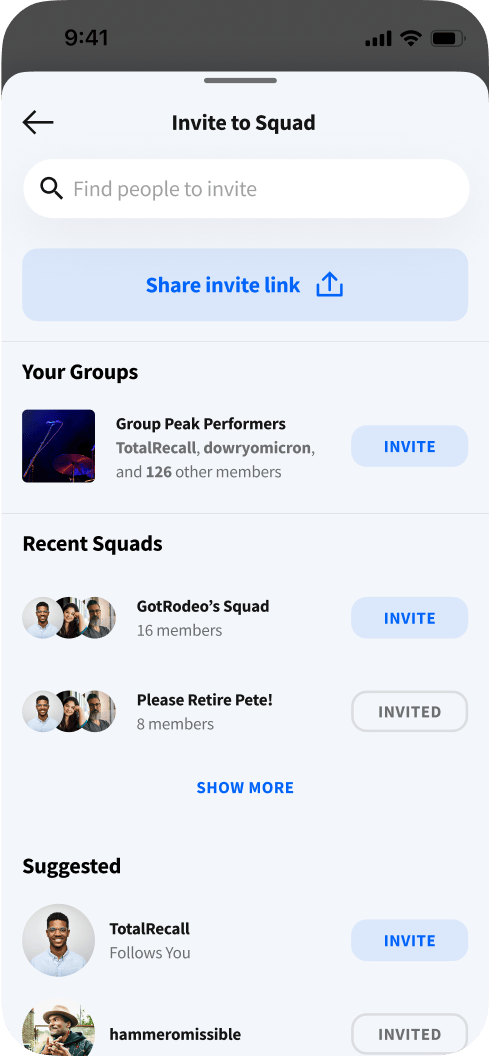 9:41
Invite to Squad
Find people to invite
Share invite link
Your Groups
Group Peak Performers
TotalRecall, dowryomicron,
and 126 other members
INVITE
Recent Squads
GotRodeo’s Squad
16 members
INVITE
Please Retire Pete!
8 members
INVITED
SHOW MORE
Suggested
TotalRecall
Follows You
INVITE
hammeromissible
INVITED